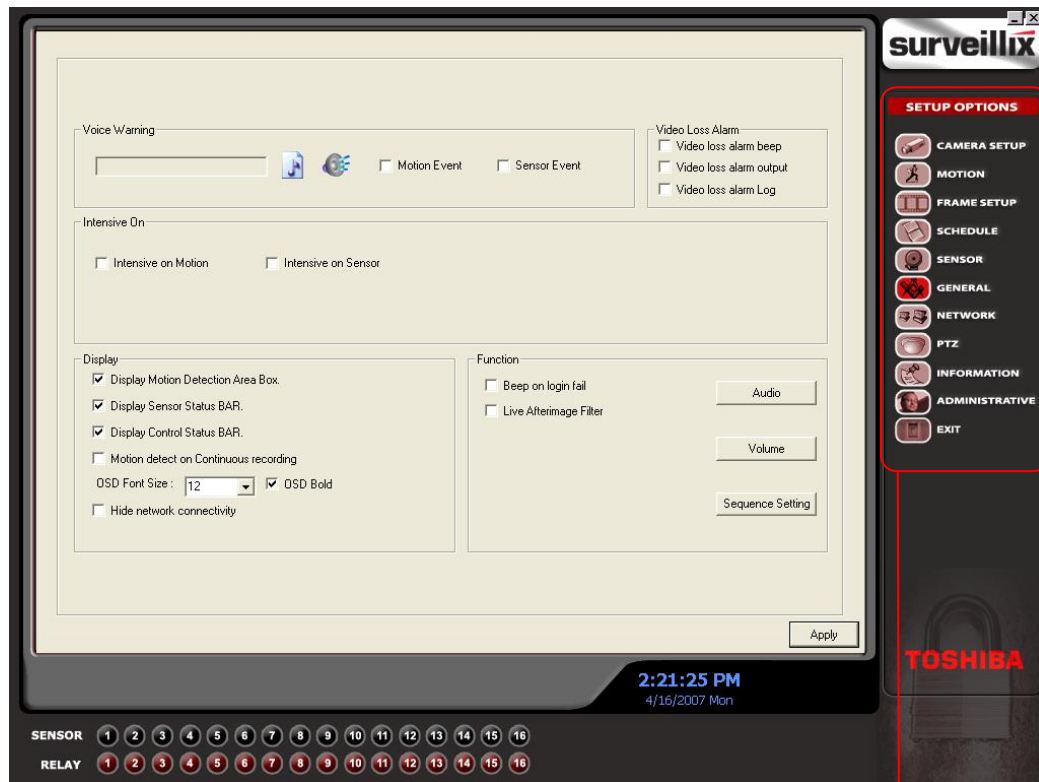 surveillix
SETUP OPTIONS
CAMERA SETUP
MOTION
FRAME SETUP
SCHEDULE
SENSOR
GENERAL
NETWORK
PTZ
INFORMATION
ADMINISTRATIVE
EXIT
Voice Warning
Motion Event
Sensor Event
Video Loss Alarm
Video loss alarm beep
Video loss alarm output
Video loss alarm Log
Intensive On
Intensive on Motion
Intensive on Sensor
Display
Display Motion Detection Area Box.
Display Sensor Status BAR.
Display Control Status BAR.
Motion detect on Continuous recording
OSD Font Size : 12 OSD Bold
Hide network connectivity
Function
Beep on login fail
Live Afterimage Filter
Audio
Volume
Sequence Setting
Apply
TOSHIBA
2:21:25 PM
4/16/2007 Mon
SENSOR 1 2 3 4 5 6 7 8 9 10 11 12 13 14 15 16
RELAY 1 2 3 4 5 6 7 8 9 10 11 12 13 14 15 16